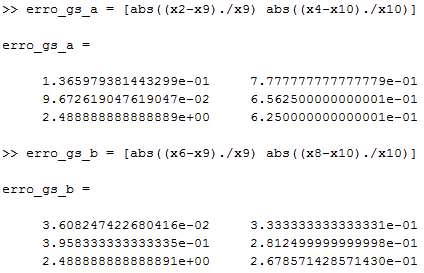 >> erro_gs_a = [abs((x2-x9)./x9) abs((x4-x10)./x10)]
erro_gs_a =
1.365979381443299e-01 7.777777777777779e-01
9.672619047619047e-02 6.562500000000001e-01
2.488888888888889e+00 6.250000000000001e-01
>> erro_gs_b = [abs((x6-x9)./x9) abs((x8-x10)./x10)]
erro_gs_b =
3.608247422680416e-02 3.333333333333331e-01
3.958333333333335e-01 2.812499999999998e-01
2.488888888888891e+00 2.678571428571430e-01